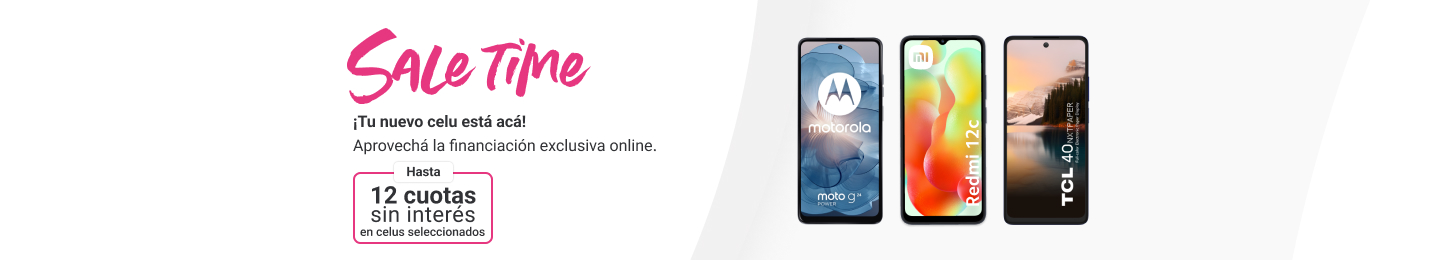 SALE TIME
¡Tu nuevo celu está acá!
Aprovechá la financiación exclusiva online.
Hasta
12 cuotas
sin interés
en celus seleccionados
motorola
moto g 24
POWER
mi
Redmi 12c
TCL 40 NXTPAPER